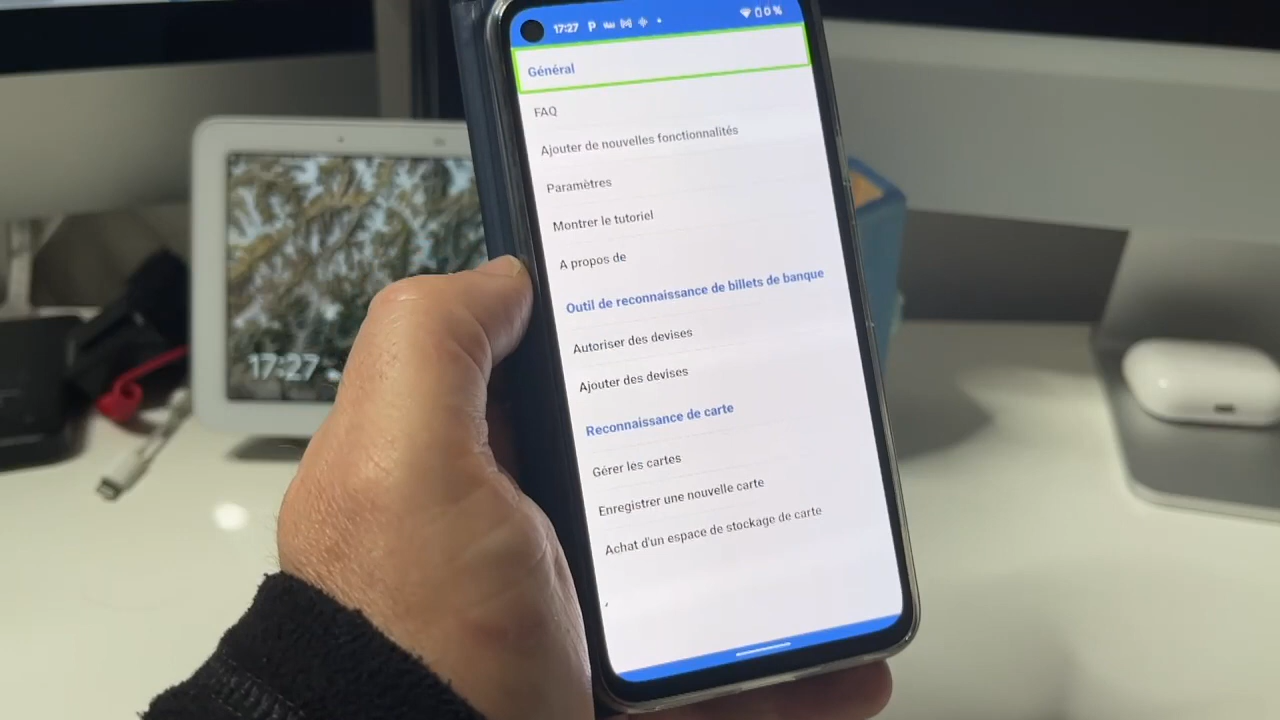 17:27 P
Général
FAQ
Ajouter de nouvelles fonctionnalités
Paramètres
Montrer le tutoriel
A propos de
Outil de reconnaissance de billets de banque
Autoriser des devises
Ajouter des devises
Reconnaissance de carte
Gérer les cartes
Enregistrer une nouvelle carte
Achat d'un espace de stockage de carte
17:27